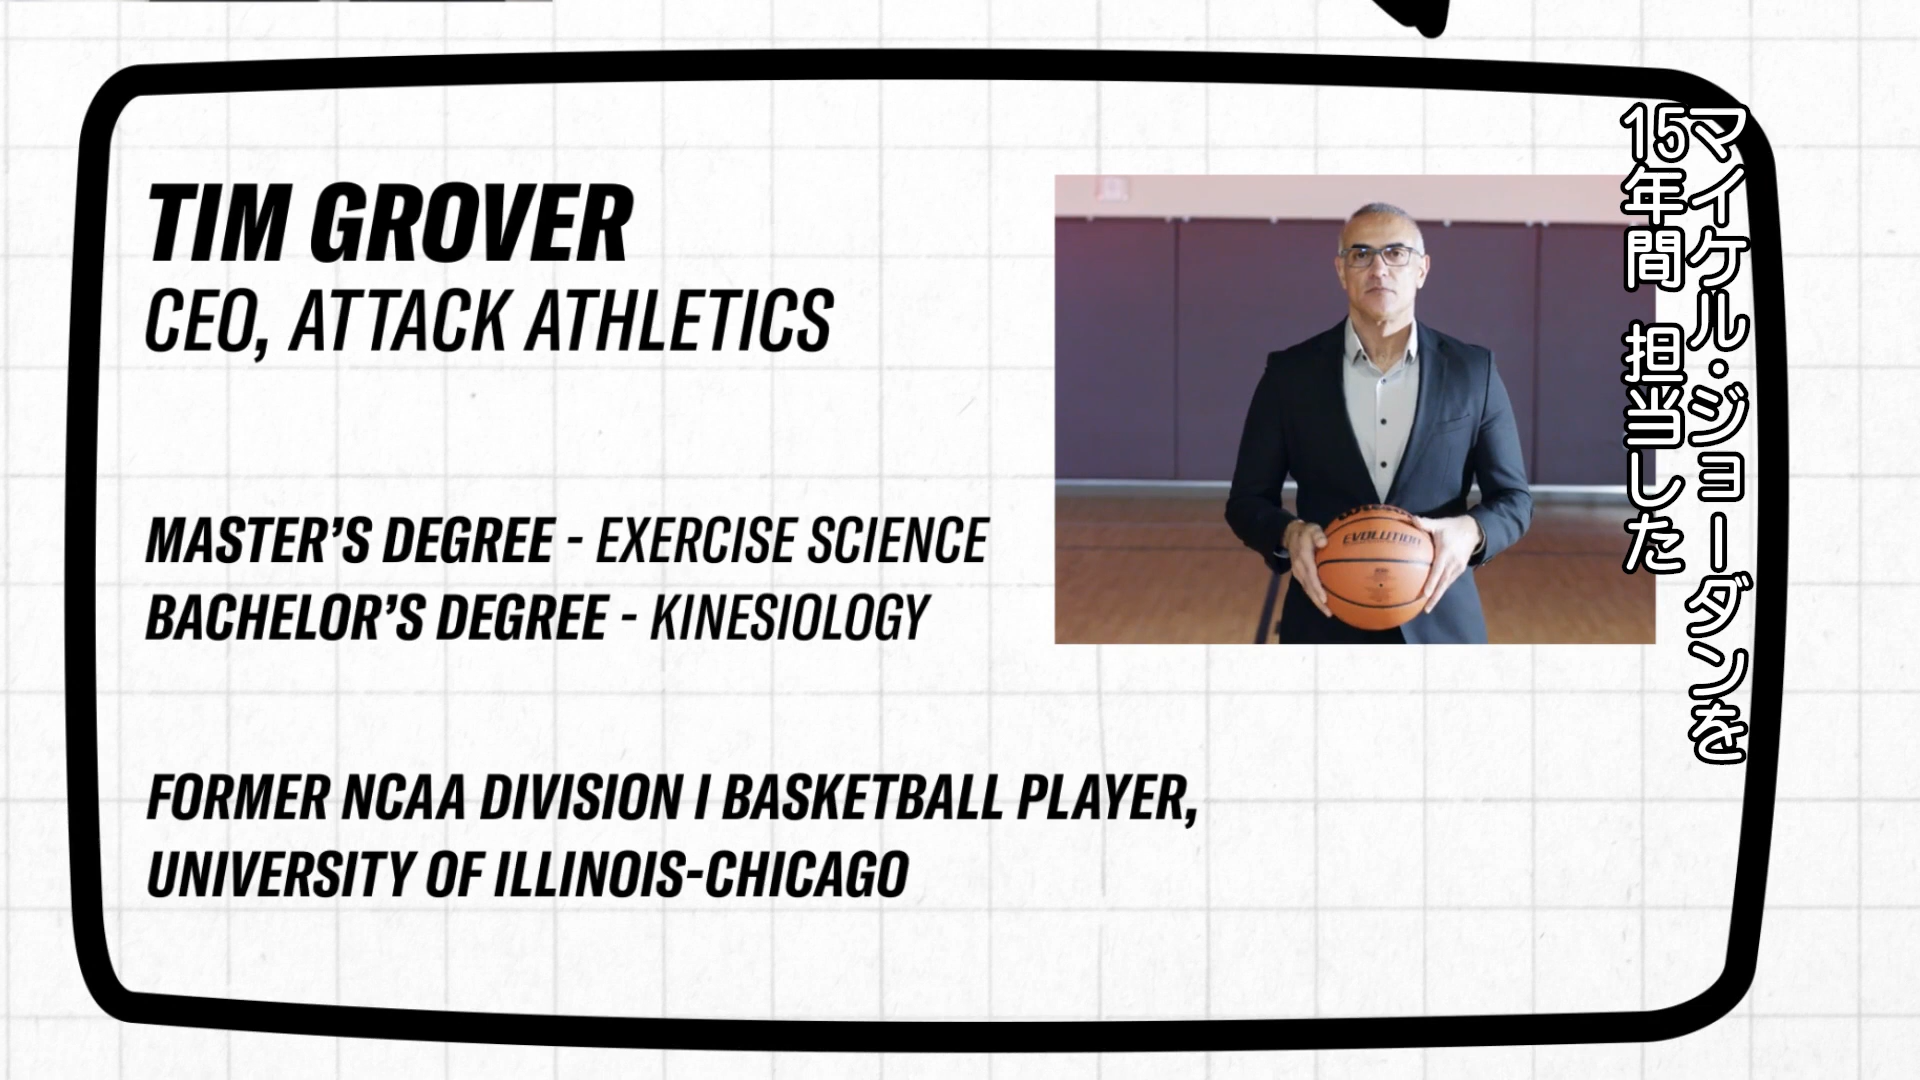 TIM GROVER
CEO, ATTACK ATHLETICS
MASTER'S DEGREE - EXERCISE SCIENCE
BACHELOR'S DEGREE - KINESIOLOGY
FORMER NCAA DIVISION I BASKETBALL PLAYER,
UNIVERSITY OF ILLINOIS-CHICAGO
EVOLUTION
マイケル・ジョーダンを
15年間 担当した